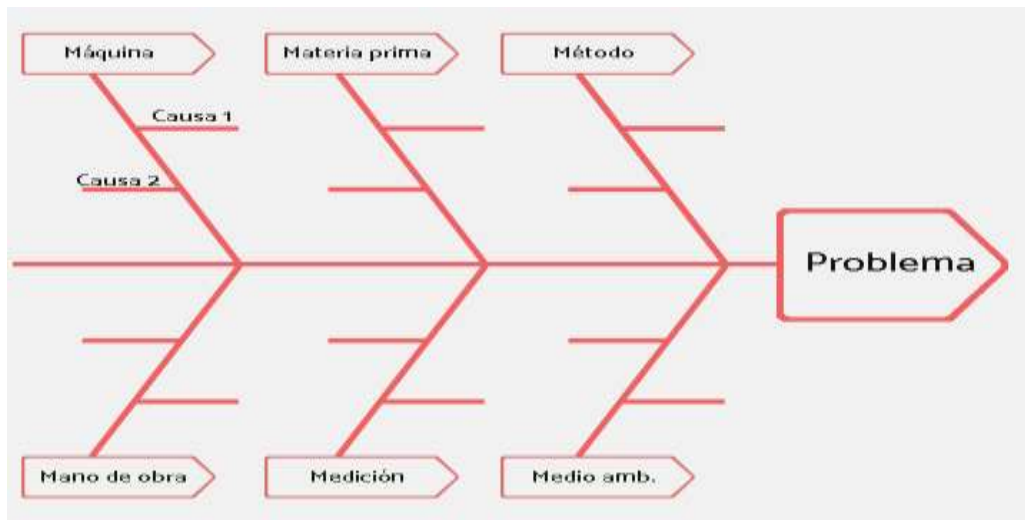 Máquina
Materia prima
Método
Causa 1
Causa 2
Problema
Mano de obra
Medición
Medio amb.